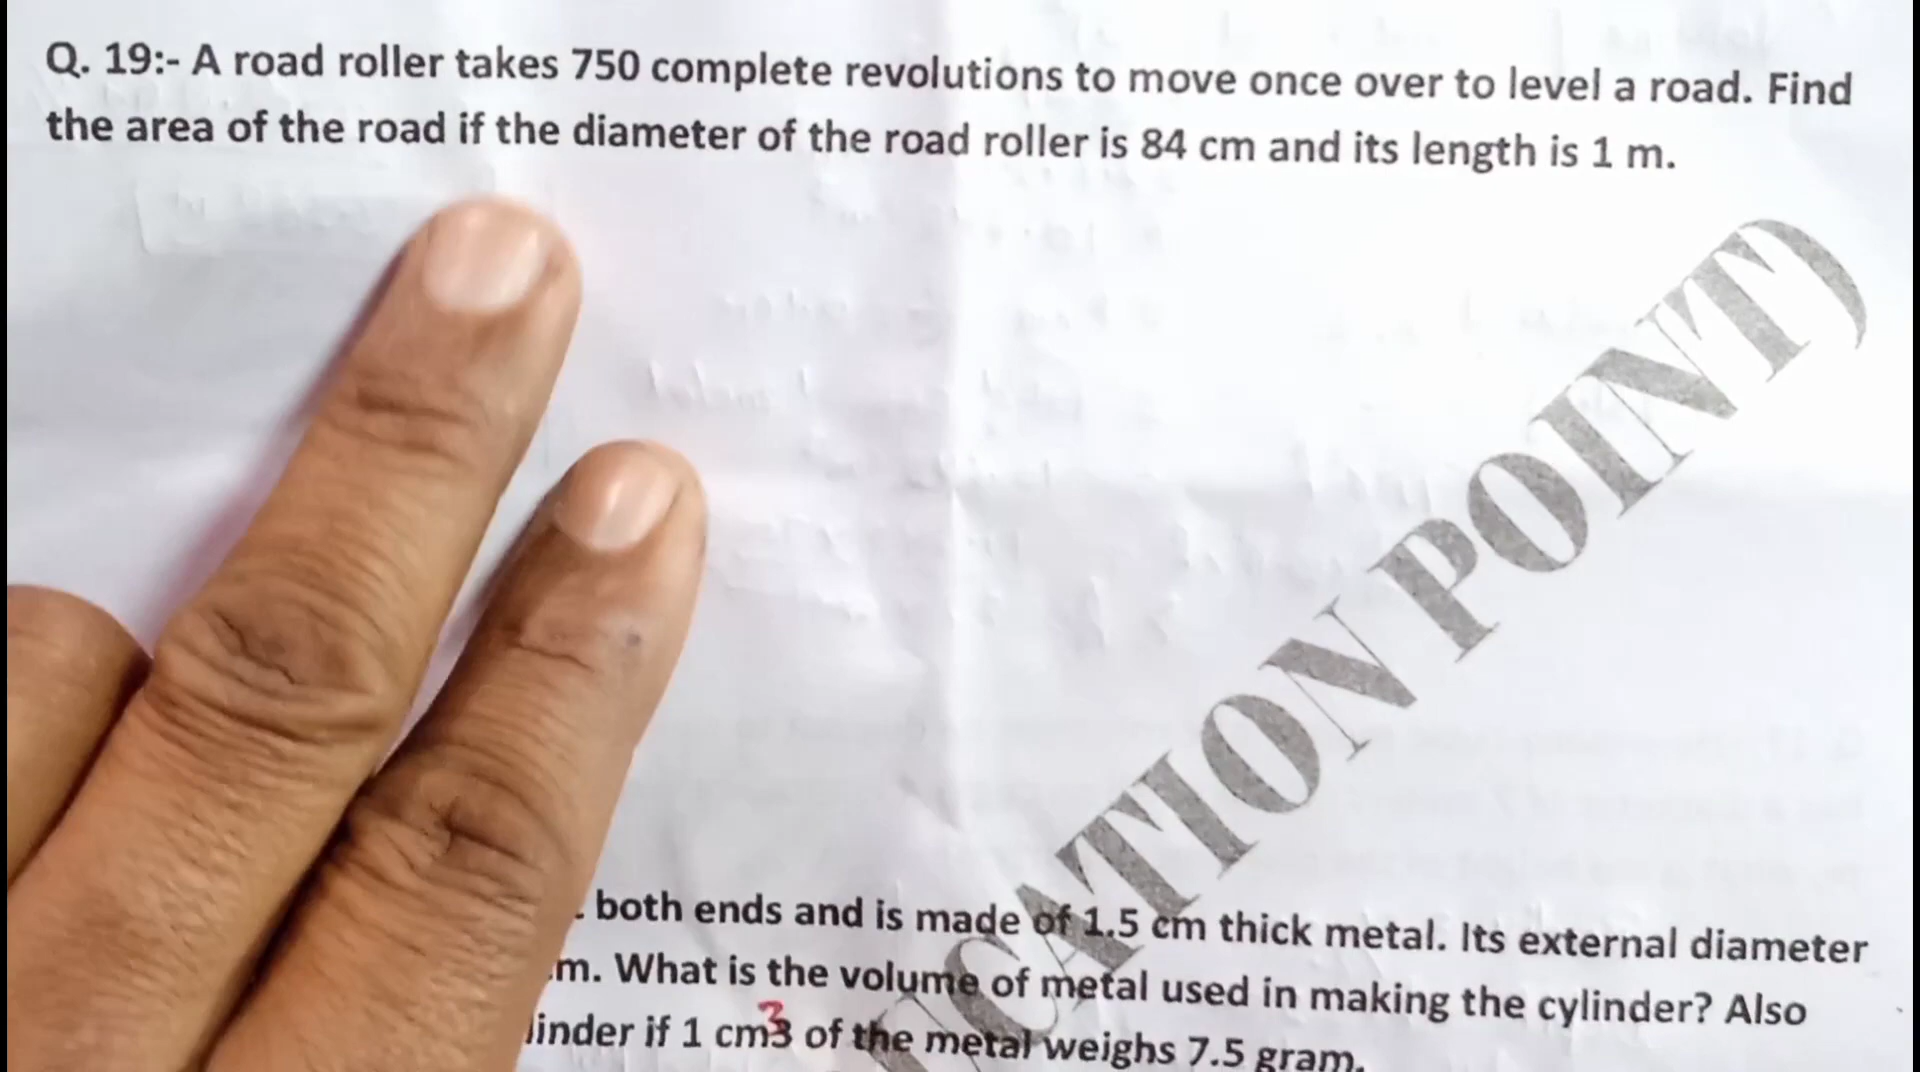 Q. 19:- A road roller takes 750 complete revolutions to move once over to level a road. Find
the area of the road if the diameter of the road roller is 84 cm and its length is 1 m.
CATION POINT)
both ends and is made of 1.5 cm thick metal. Its external diameter
m. What is the volume of metal used in making the cylinder? Also
linder if 1 cm3 of the metal weighs 7.5 gram.